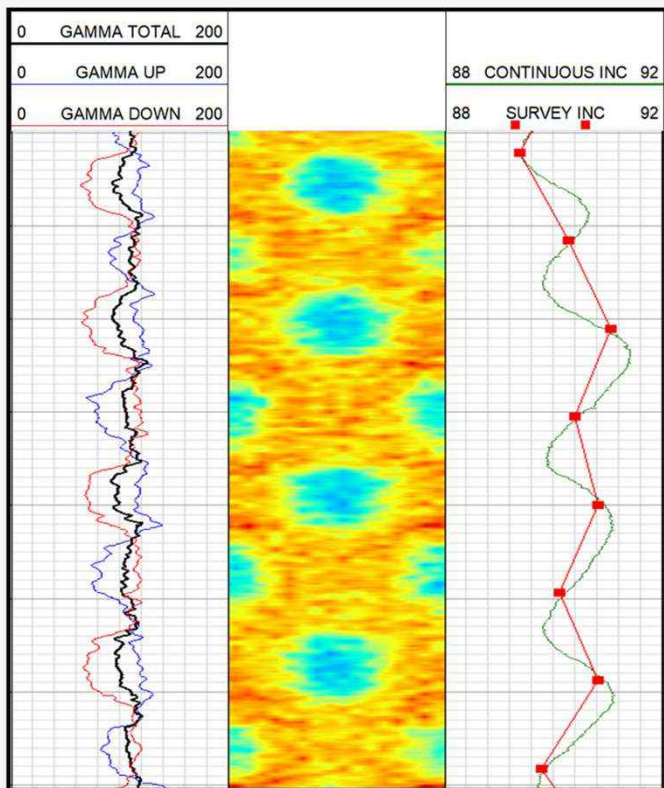 0 GAMMA TOTAL 200
0 GAMMA UP 200
88 CONTINUOUS INC 92
0 GAMMA DOWN 200
88 SURVEY INC 92